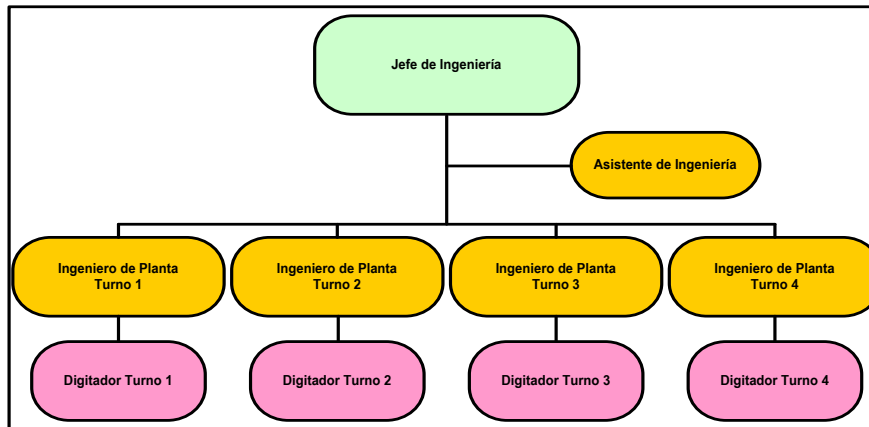 Jefe de Ingeniería
Asistente de Ingeniería
Ingeniero de Planta
Turno 1
Ingeniero de Planta
Turno 2
Ingeniero de Planta
Turno 3
Ingeniero de Planta
Turno 4
Digitador Turno 1
Digitador Turno 2
Digitador Turno 3
Digitador Turno 4